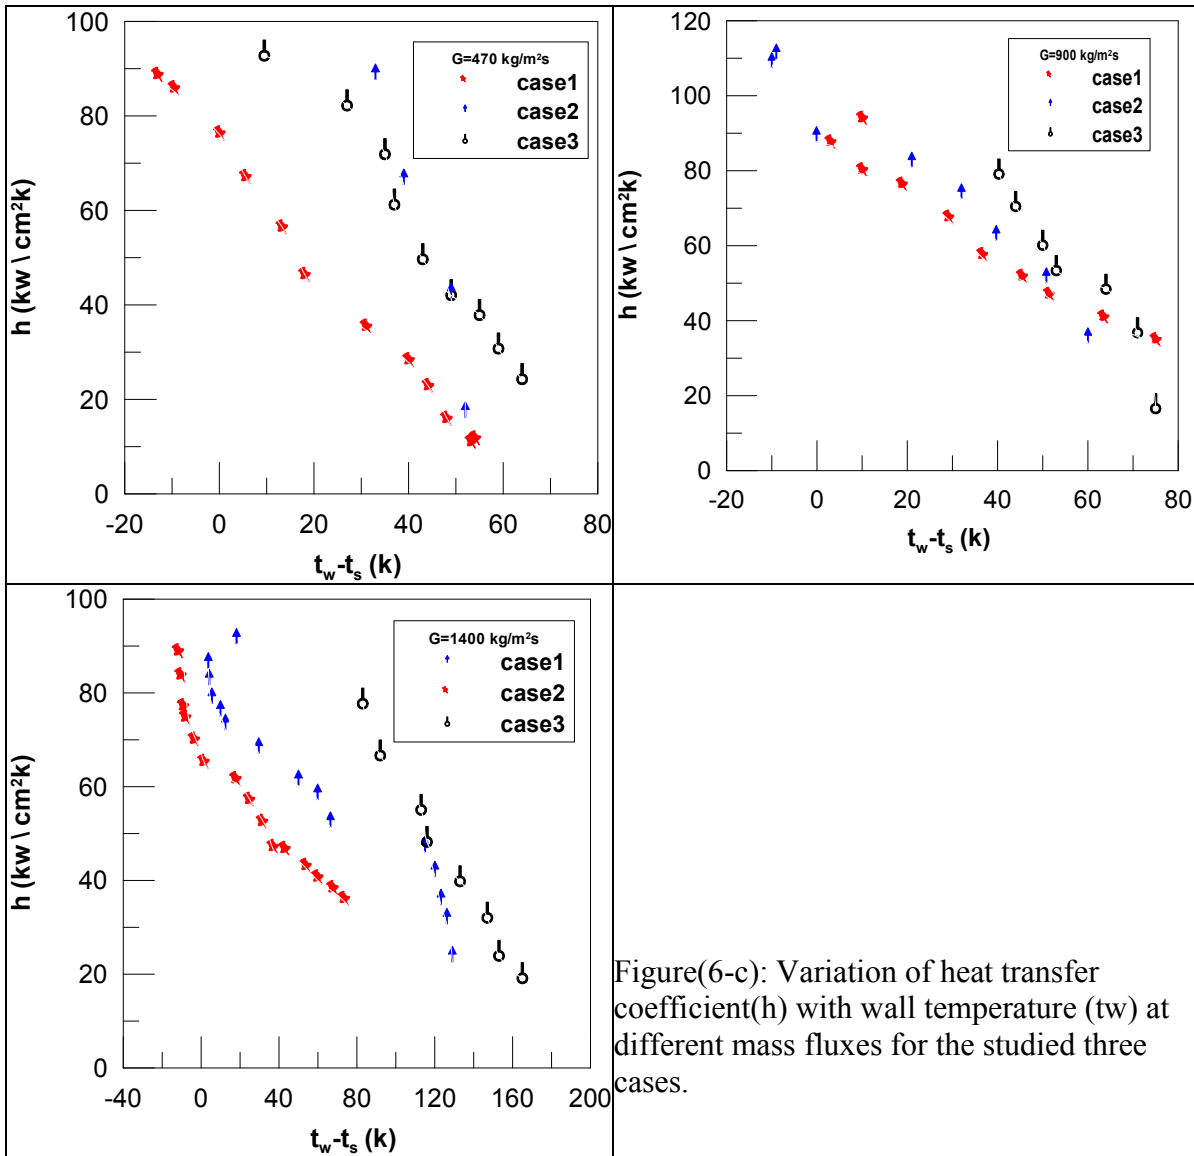 100
80
60
40
20
0
h (kw \ cm²k)
G=470 kg/m²s
case1
case2
case3
-20 0 20 40 60 80
tw-ts (k)
120
100
80
60
40
20
0
h (kw \ cm²k)
G=900 kg/m²s
case1
case2
case3
-20 0 20 40 60 80
tw-ts (k)
100
80
60
40
20
0
h (kw \ cm²k)
G=1400 kg/m²s
case1
case2
case3
-40 0 40 80 120 160 200
tw-ts (k)
Figure(6-c): Variation of heat transfer
coefficient(h) with wall temperature (tw) at
different mass fluxes for the studied three
cases.